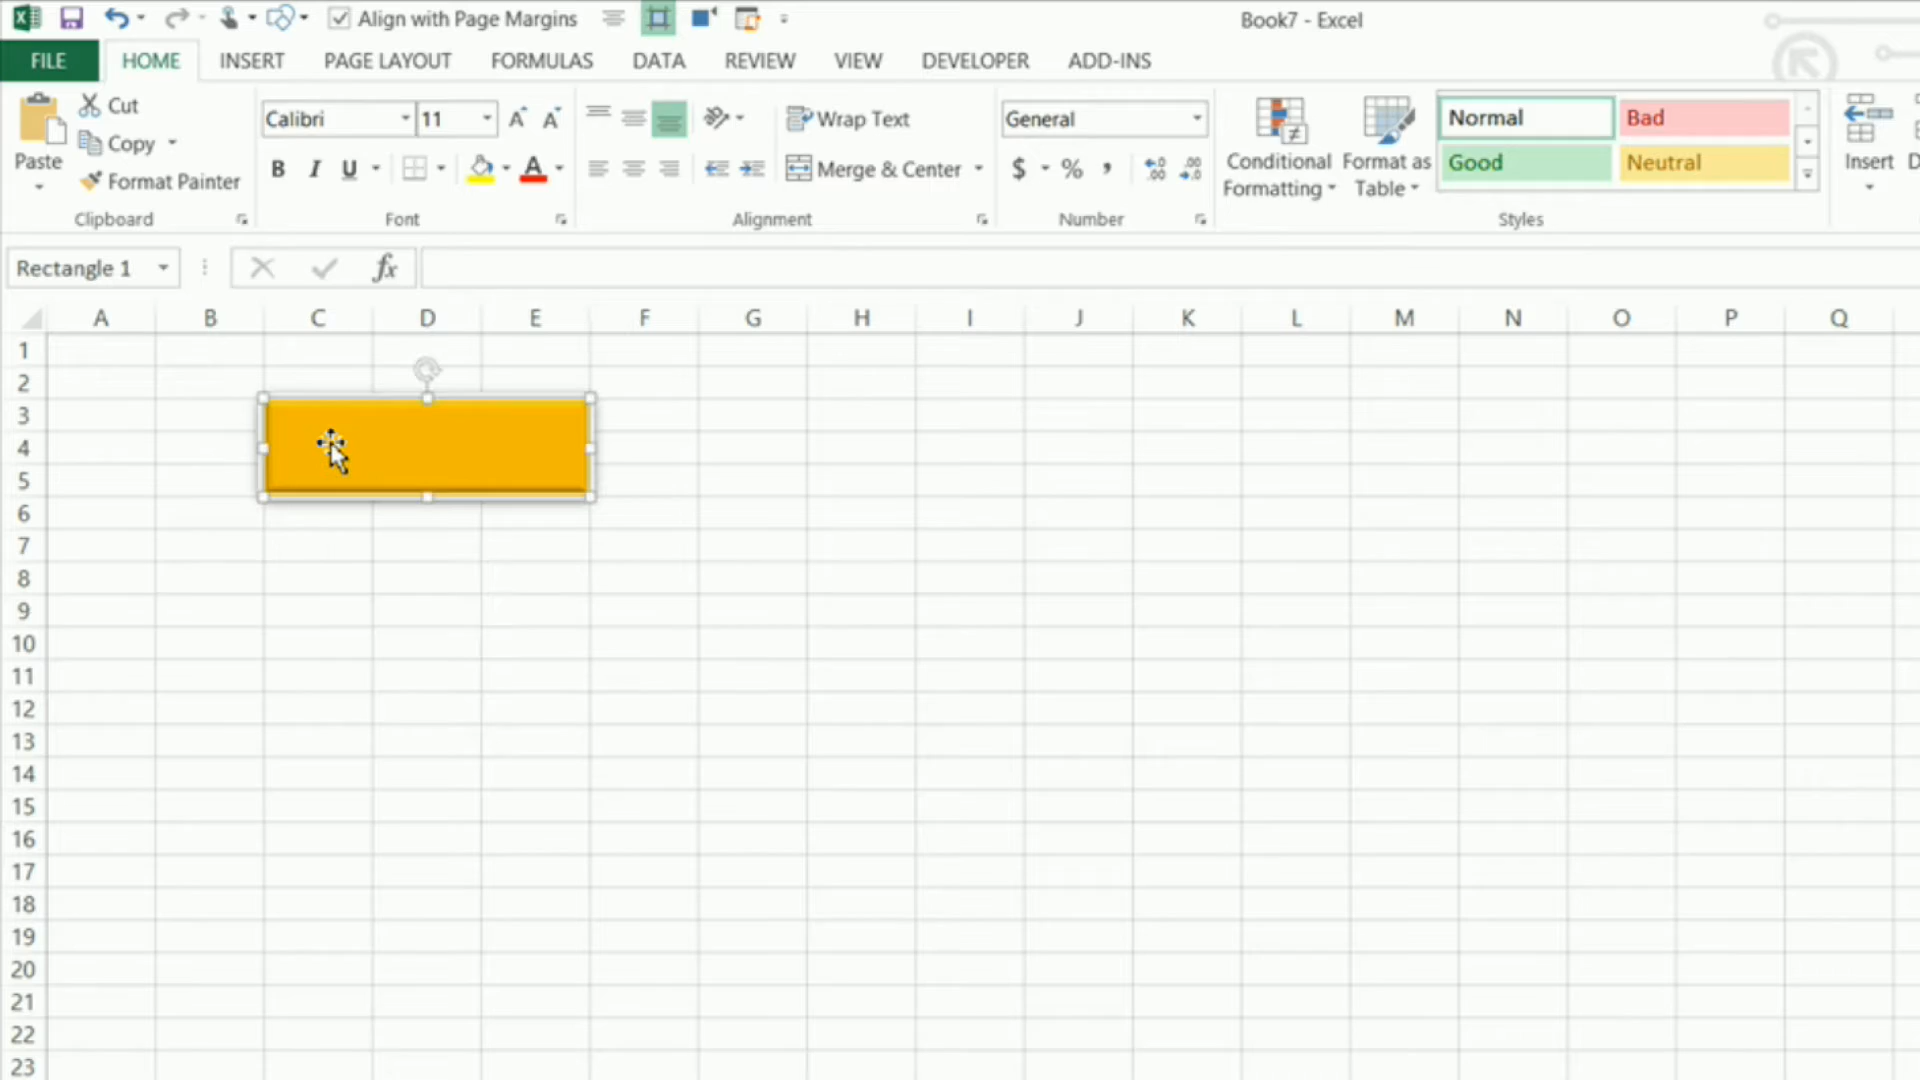 Align with Page Margins
Book7 - Excel
FILE HOME INSERT PAGE LAYOUT FORMULAS DATA REVIEW VIEW DEVELOPER ADD-INS
Paste
Cut
Copy
Format Painter
Clipboard
Calibri 11
B I U A
Font
Wrap Text
Merge & Center
Alignment
General
$ % ,
Number
Conditional
Formatting
Format as
Table
Normal Bad
Good Neutral
Styles
Insert
Rectangle 1
fx
A B C D E F G H I J K L M N O P Q
1
2
3
4
5
6
7
8
9
10
11
12
13
14
15
16
17
18
19
20
21
22
23